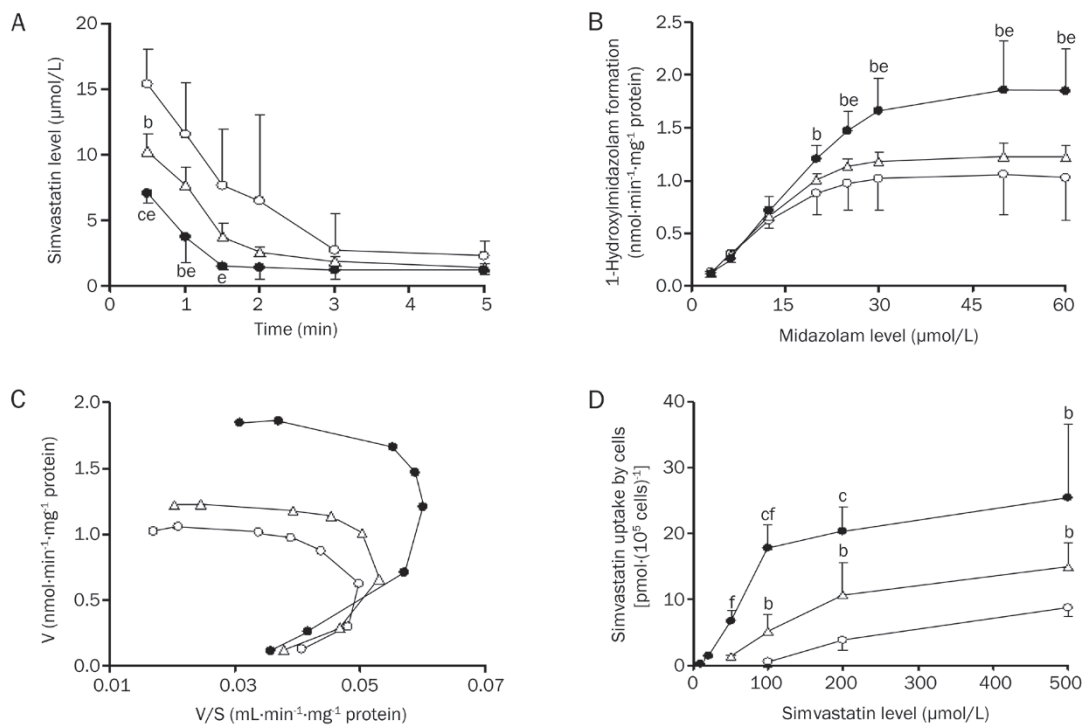 A
Simvastatin level (µmol/L)
20
15
10
5
0
b
ce
be
e
0 1 2 3 4 5
Time (min)
B
1-Hydroxylmidazolam formation
(nmol·min⁻¹·mg⁻¹ protein)
2.5
2.0
1.5
1.0
0.5
0.0
b
be
be
be
be
15 30 45 60
Midazolam level (µmol/L)
C
V (nmol·min⁻¹·mg⁻¹ protein)
2.0
1.5
1.0
0.5
0.0
0.01 0.03 0.05 0.07
V/S (mL·min⁻¹·mg⁻¹ protein)
D
Simvastatin uptake by cells
[pmol·(10⁵ cells)⁻¹]
40
30
20
10
0
f
cf
c
b
b
b
b
0 100 200 300 400 500
Simvastatin level (µmol/L)